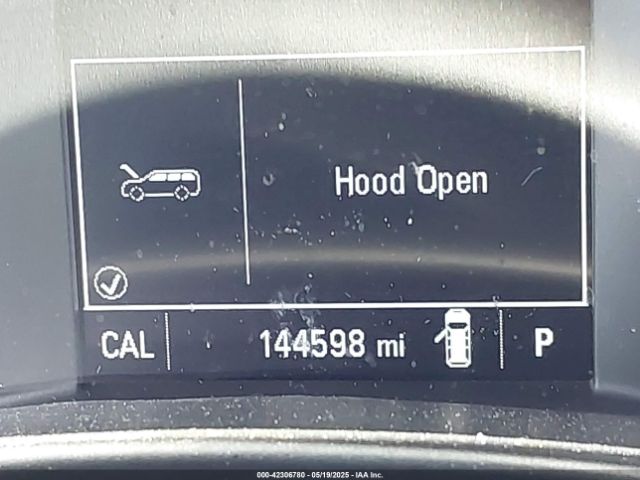 Hood Open
CAL 144598 mi P
000-42306780 - 05/19/2025 - IAA Inc.